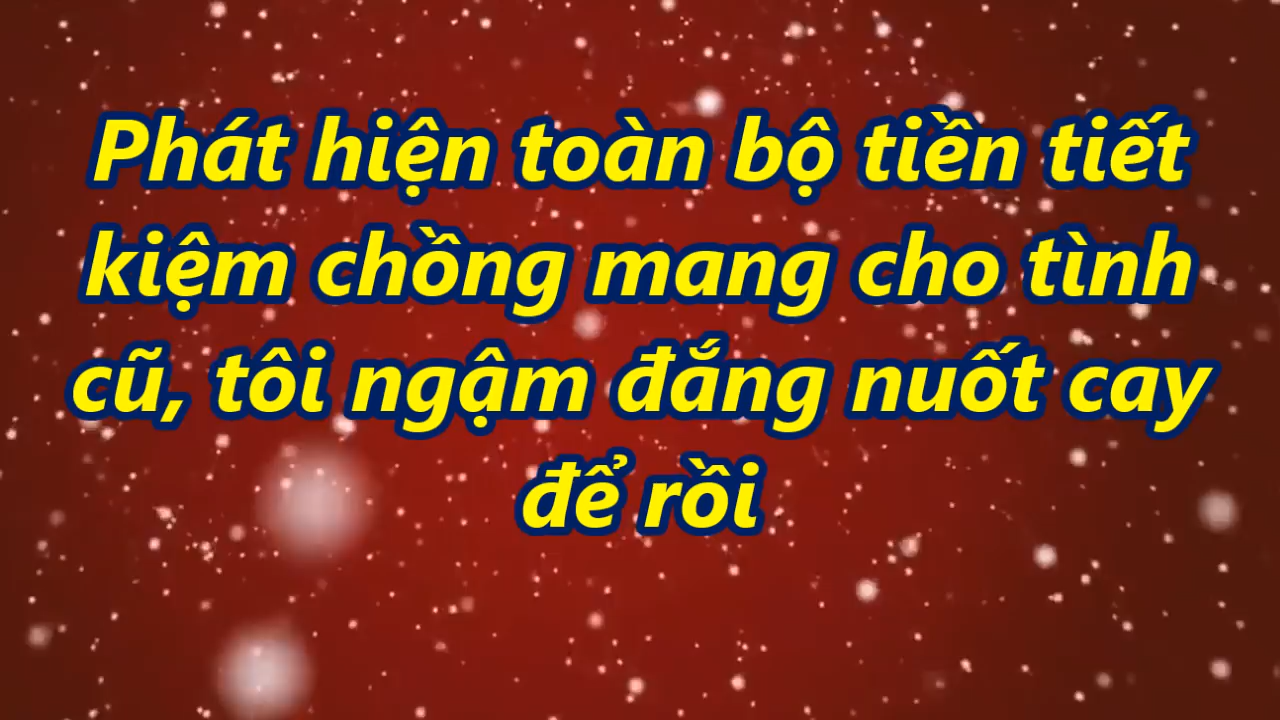 Phát hiện toàn bộ tiền tiết
kiệm chồng mang cho tình
cũ, tôi ngậm đắng nuốt cay
để rồi